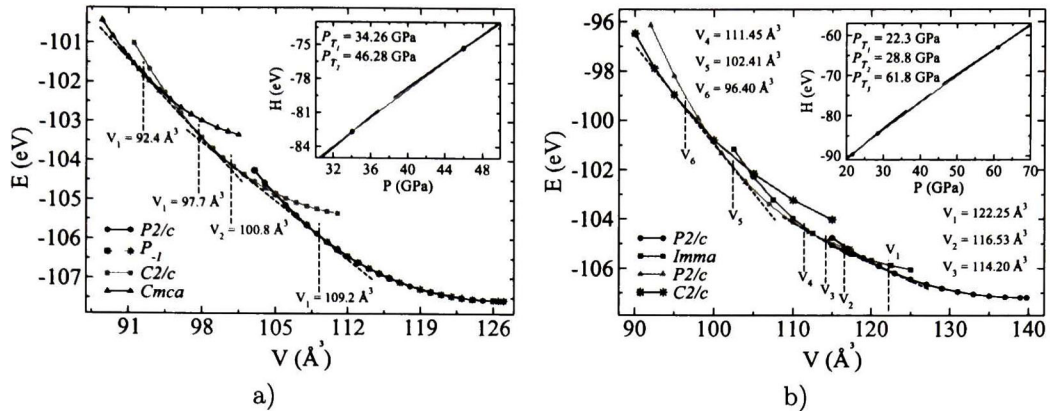 -101
-102
-103
-104
-105
-106
-107
E (eV)
91
98
105
112
119
126
V (Å³)
V₁ = 92.4 Å³
V₁ = 97.7 Å³
V₂ = 100.8 Å³
V₁ = 109.2 Å³
P2/c
P₋₁
C2/c
Cmca
P_T₁ = 34.26 GPa
P_T₂ = 46.28 GPa
H (eV)
-74
-78
-81
-84
32
36
40
44
48
P (GPa)
a)
-96
-98
-100
-102
-104
-106
E (eV)
90
100
110
120
130
140
V (Å³)
V₄ = 111.45 Å³
V₅ = 102.41 Å³
V₆ = 96.40 Å³
V₆
V₅
V₄
V₃
V₂
V₁
V₁ = 122.25 Å³
V₂ = 116.53 Å³
V₃ = 114.20 Å³
P2/c
Imma
P2/c
C2/c
P_T₁ = 22.3 GPa
P_T₂ = 28.8 GPa
P_T₃ = 61.8 GPa
H (eV)
-60
-70
-80
-90
20
30
40
50
60
70
P (GPa)
b)